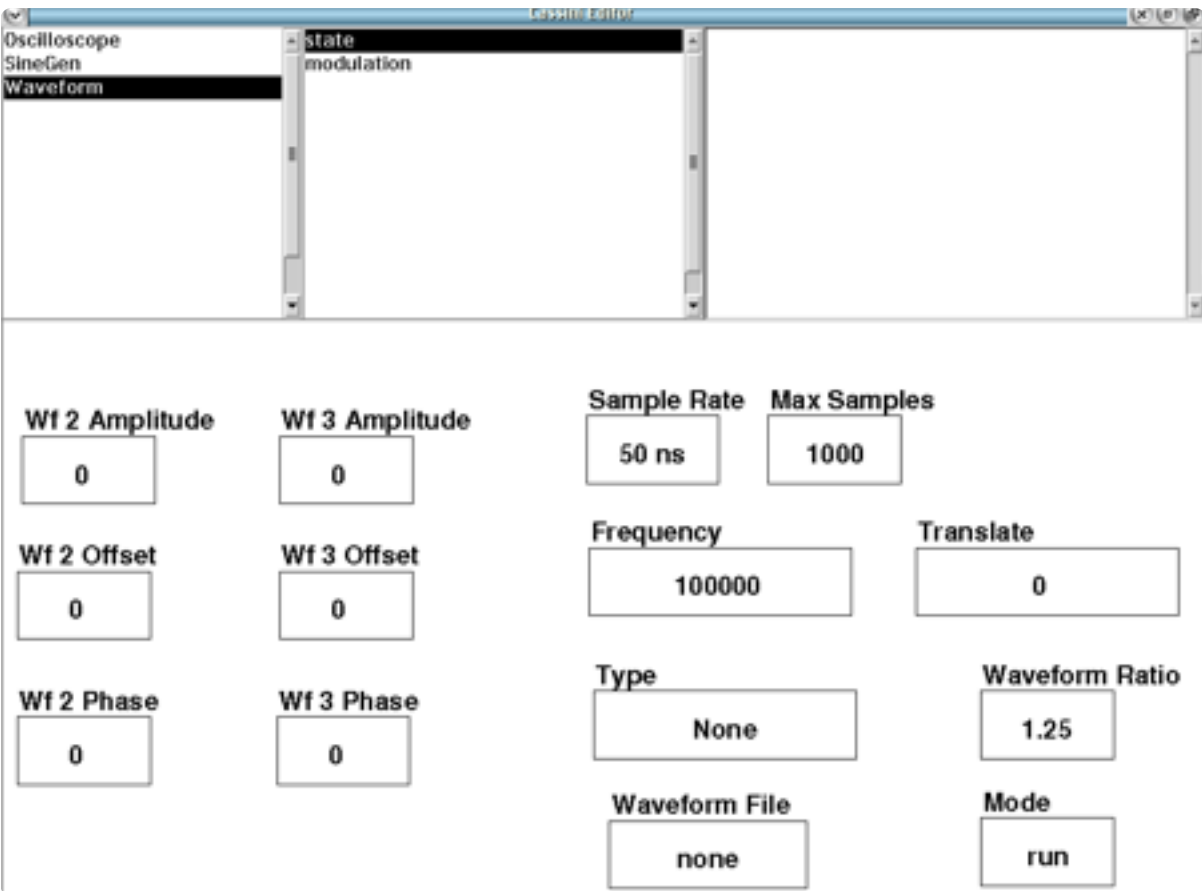 Cassini Editor
Oscilloscope
SineGen
Waveform
state
modulation
Wf 2 Amplitude
0
Wf 3 Amplitude
0
Sample Rate
50 ns
Max Samples
1000
Wf 2 Offset
0
Wf 3 Offset
0
Frequency
100000
Translate
0
Wf 2 Phase
0
Wf 3 Phase
0
Type
None
Waveform Ratio
1.25
Waveform File
none
Mode
run